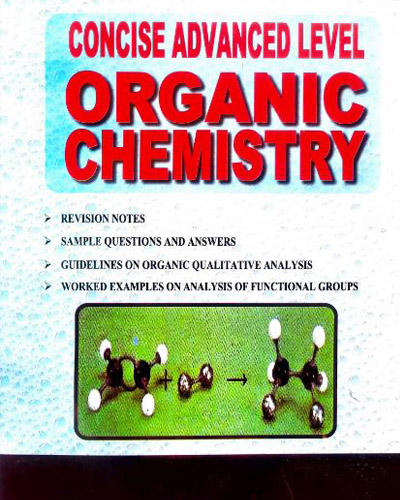 CONCISE ADVANCED LEVEL
ORGANIC
CHEMISTRY
➤ REVISION NOTES
➤ SAMPLE QUESTIONS AND ANSWERS
➤ GUIDELINES ON ORGANIC QUALITATIVE ANALYSIS
➤ WORKED EXAMPLES ON ANALYSIS OF FUNCTIONAL GROUPS
+ →